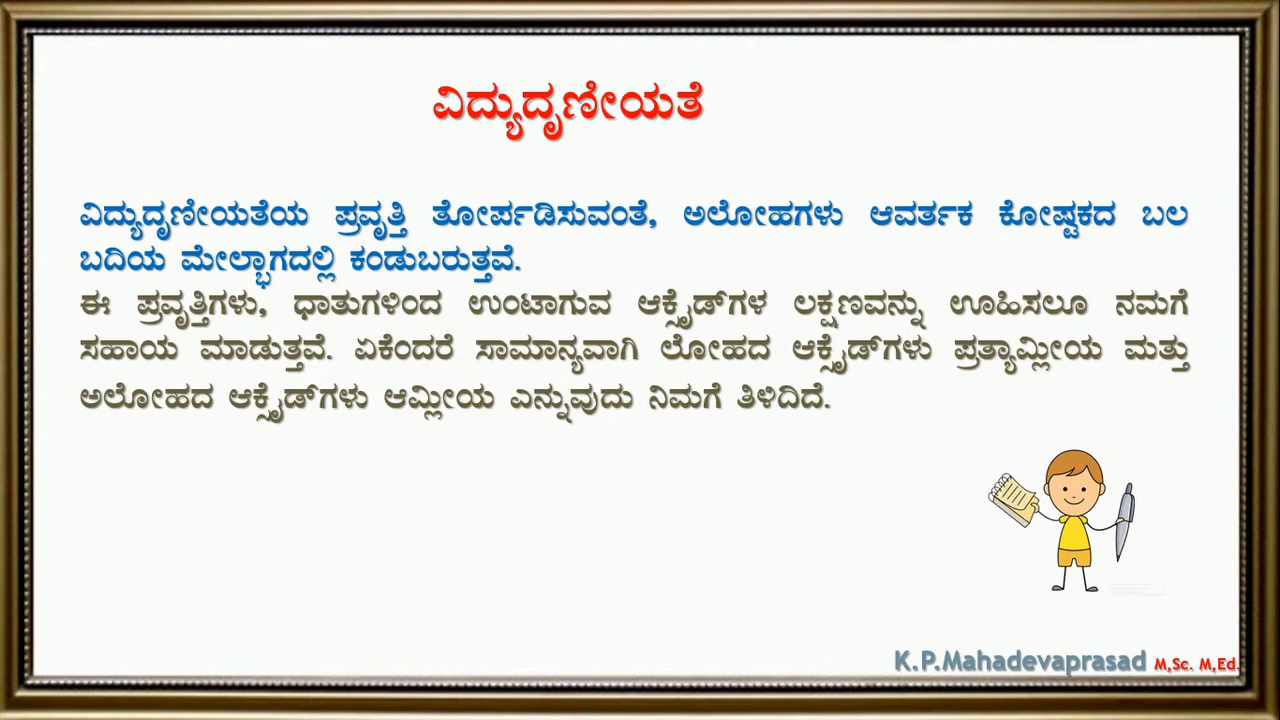 ವಿದ್ಯುದೃಣೀಯತೆ
ವಿದ್ಯುದೃಣೀಯತೆಯ ಪ್ರವೃತ್ತಿ ತೋರ್ಪಡಿಸುವಂತೆ, ಅಲೋಹಗಳು ಆವರ್ತಕ ಕೋಷ್ಟಕದ ಬಲ
ಬದಿಯ ಮೇಲ್ಭಾಗದಲ್ಲಿ ಕಂಡುಬರುತ್ತವೆ.
ಈ ಪ್ರವೃತ್ತಿಗಳು, ಧಾತುಗಳಿಂದ ಉಂಟಾಗುವ ಆಕ್ಸೈಡ್‌ಗಳ ಲಕ್ಷಣವನ್ನು ಊಹಿಸಲೂ ನಮಗೆ
ಸಹಾಯ ಮಾಡುತ್ತವೆ. ಏಕೆಂದರೆ ಸಾಮಾನ್ಯವಾಗಿ ಲೋಹದ ಆಕ್ಸೈಡ್‌ಗಳು ಪ್ರತ್ಯಾಮ್ಲೀಯ ಮತ್ತು
ಅಲೋಹದ ಆಕ್ಸೈಡ್‌ಗಳು ಆಮ್ಲೀಯ ಎನ್ನುವುದು ನಿಮಗೆ ತಿಳಿದಿದೆ.
K.P.Mahadevaprasad M,Sc. M,Ed.